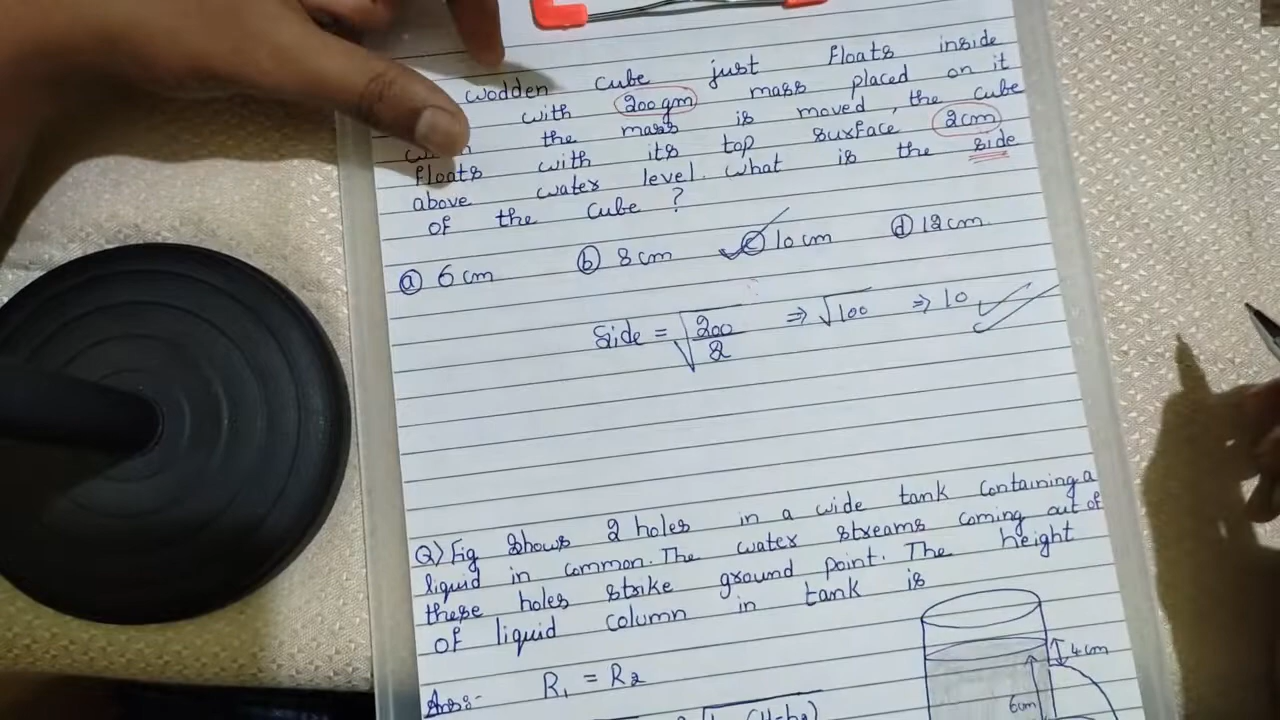 wodden cube just floats inside
with 200gm mass placed on it
the mass is moved, the cube
floats with its top surface 2cm
above water level. what is the side
of the cube ?
ⓐ 6 cm ⓑ 8 cm ⓒ 10 cm ⓓ 12 cm
Side = √200/2 ⇒ √100 ⇒ 10
Q) Fig shows 2 holes in a wide tank containing a
liquid in common. The water streams coming out of
these holes strike ground point. The height
of liquid column in tank is
4cm
Ans:- R₁ = R₂
6cm
(H-h₂)